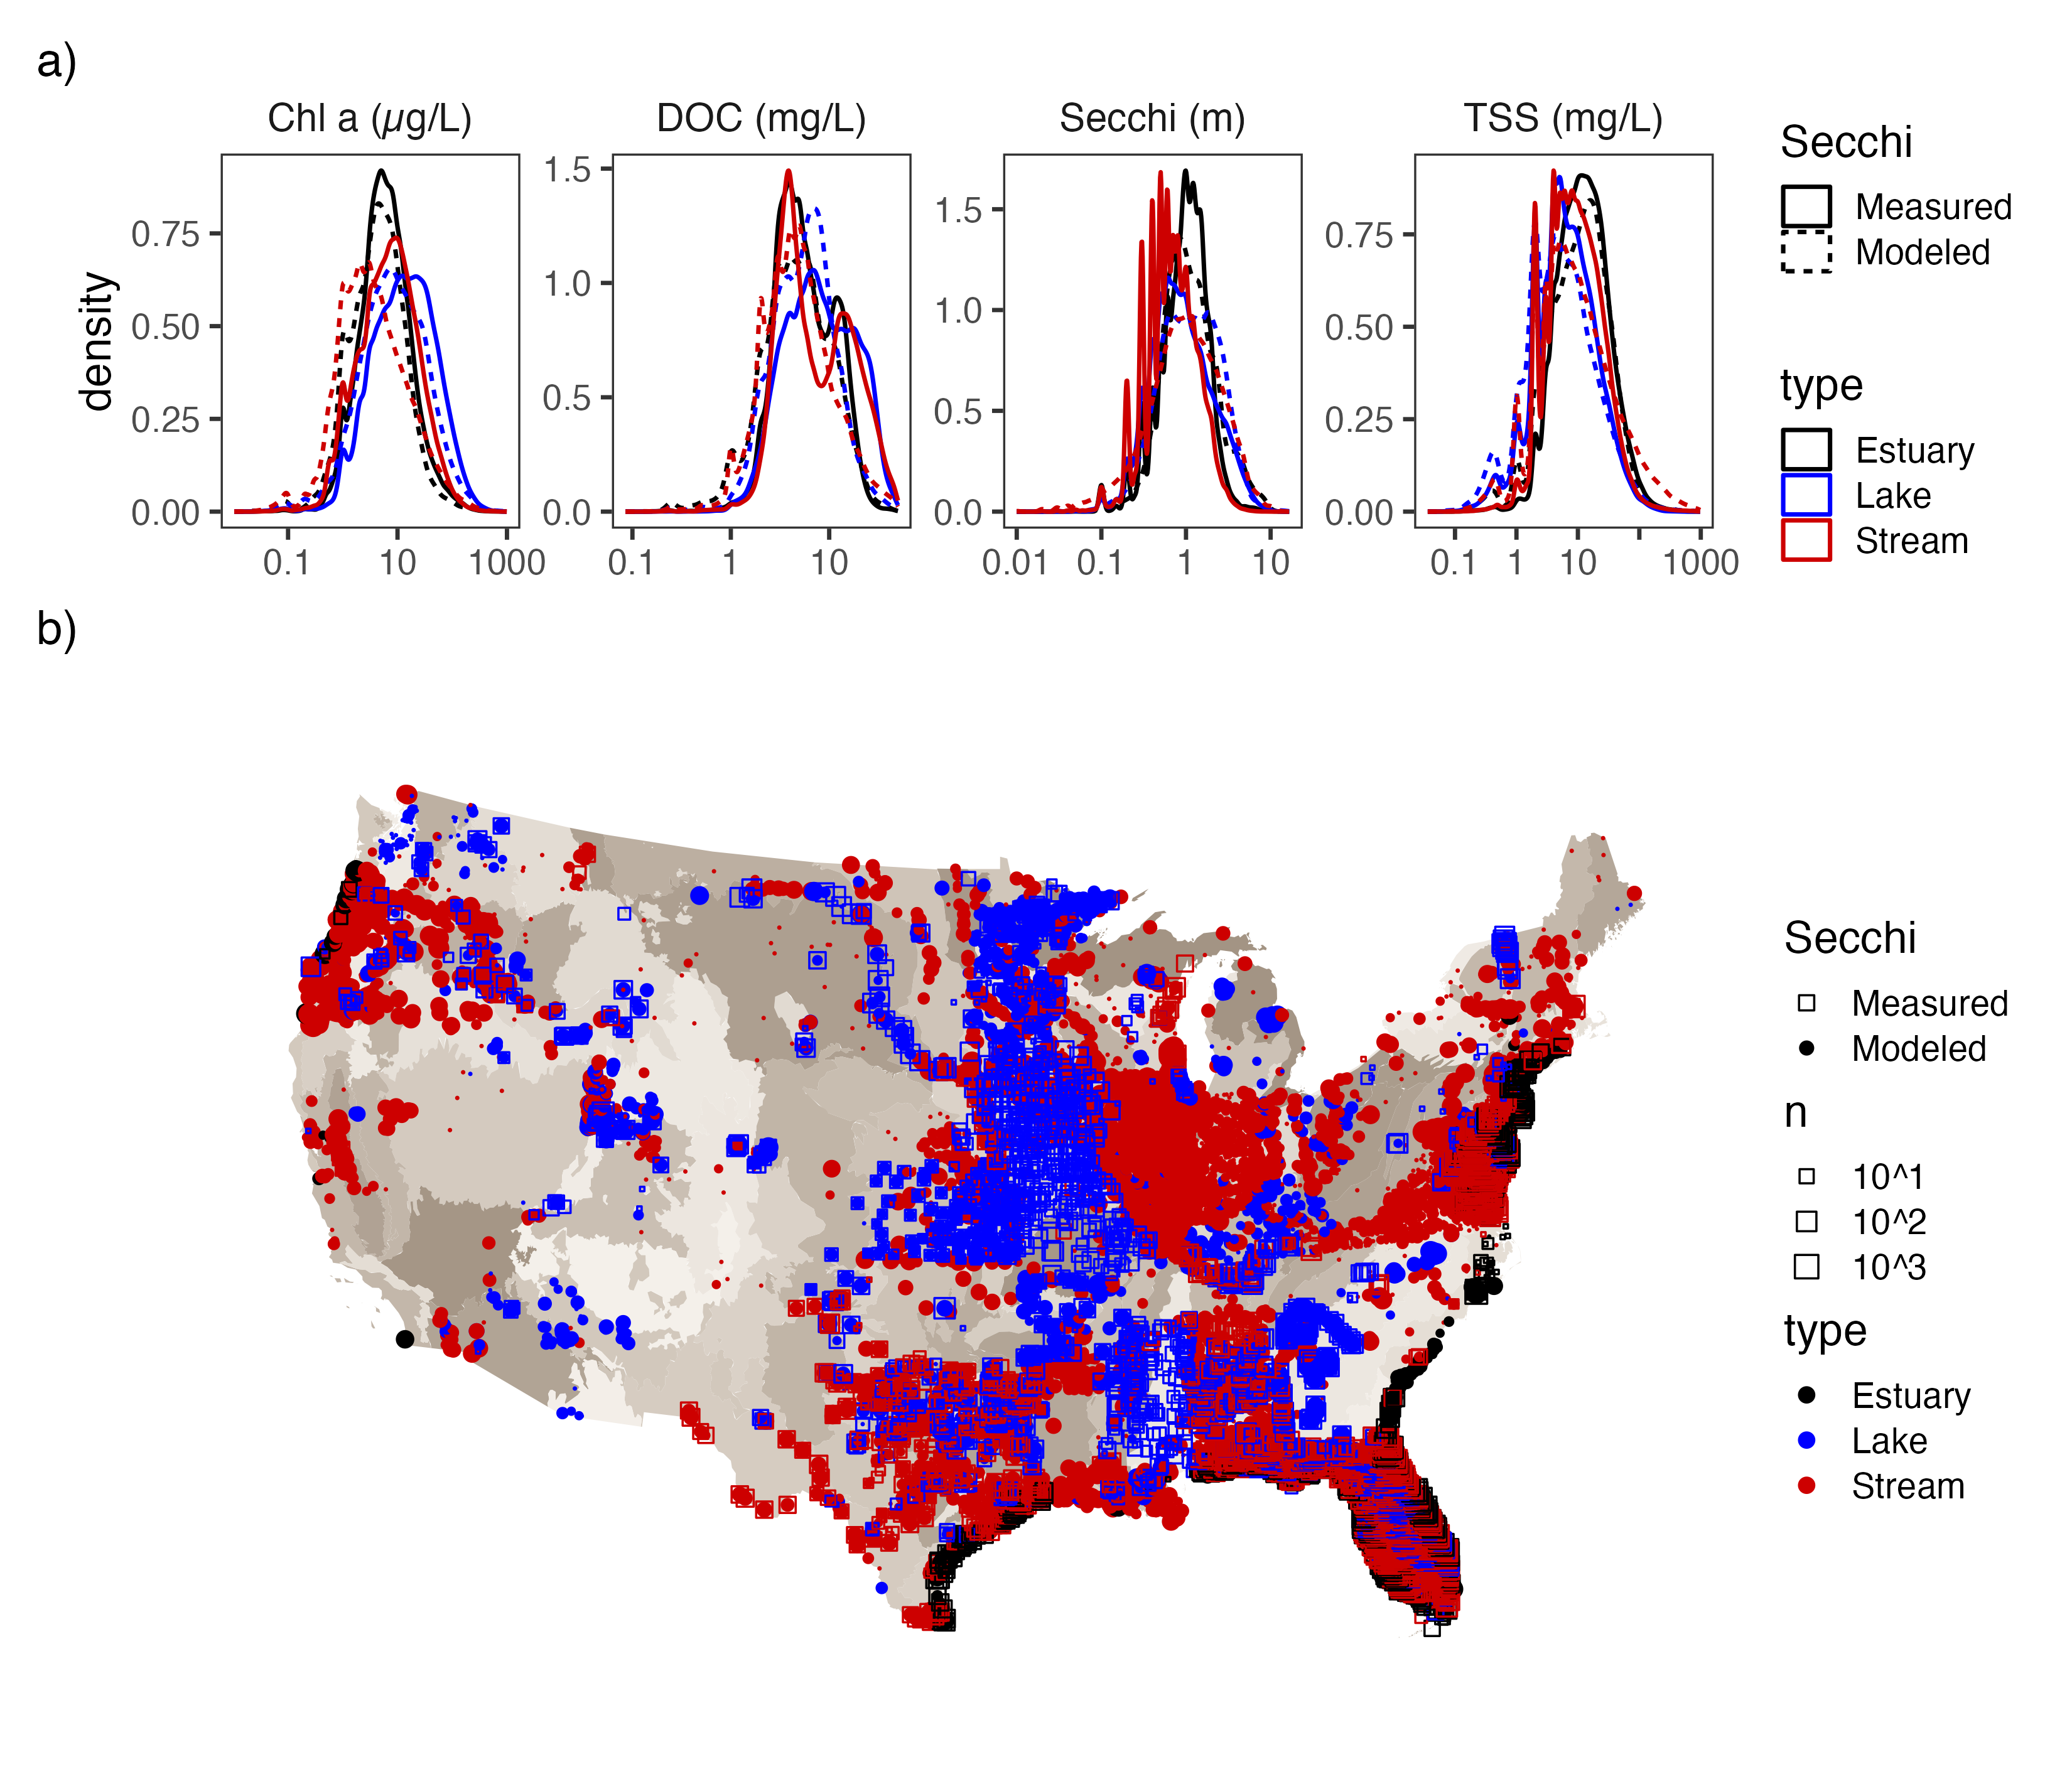 a)
Chl a (µg/L)
DOC (mg/L)
Secchi (m)
TSS (mg/L)
density
0.75
0.50
0.25
0.00
0.1 10 1000
1.5
1.0
0.5
0.0
0.1 1 10
1.5
1.0
0.5
0.0
0.01 0.1 1 10
0.75
0.50
0.25
0.00
0.1 1 10 1000
Secchi
Measured
Modeled
type
Estuary
Lake
Stream
b)
Secchi
Measured
Modeled
n
10^1
10^2
10^3
type
Estuary
Lake
Stream